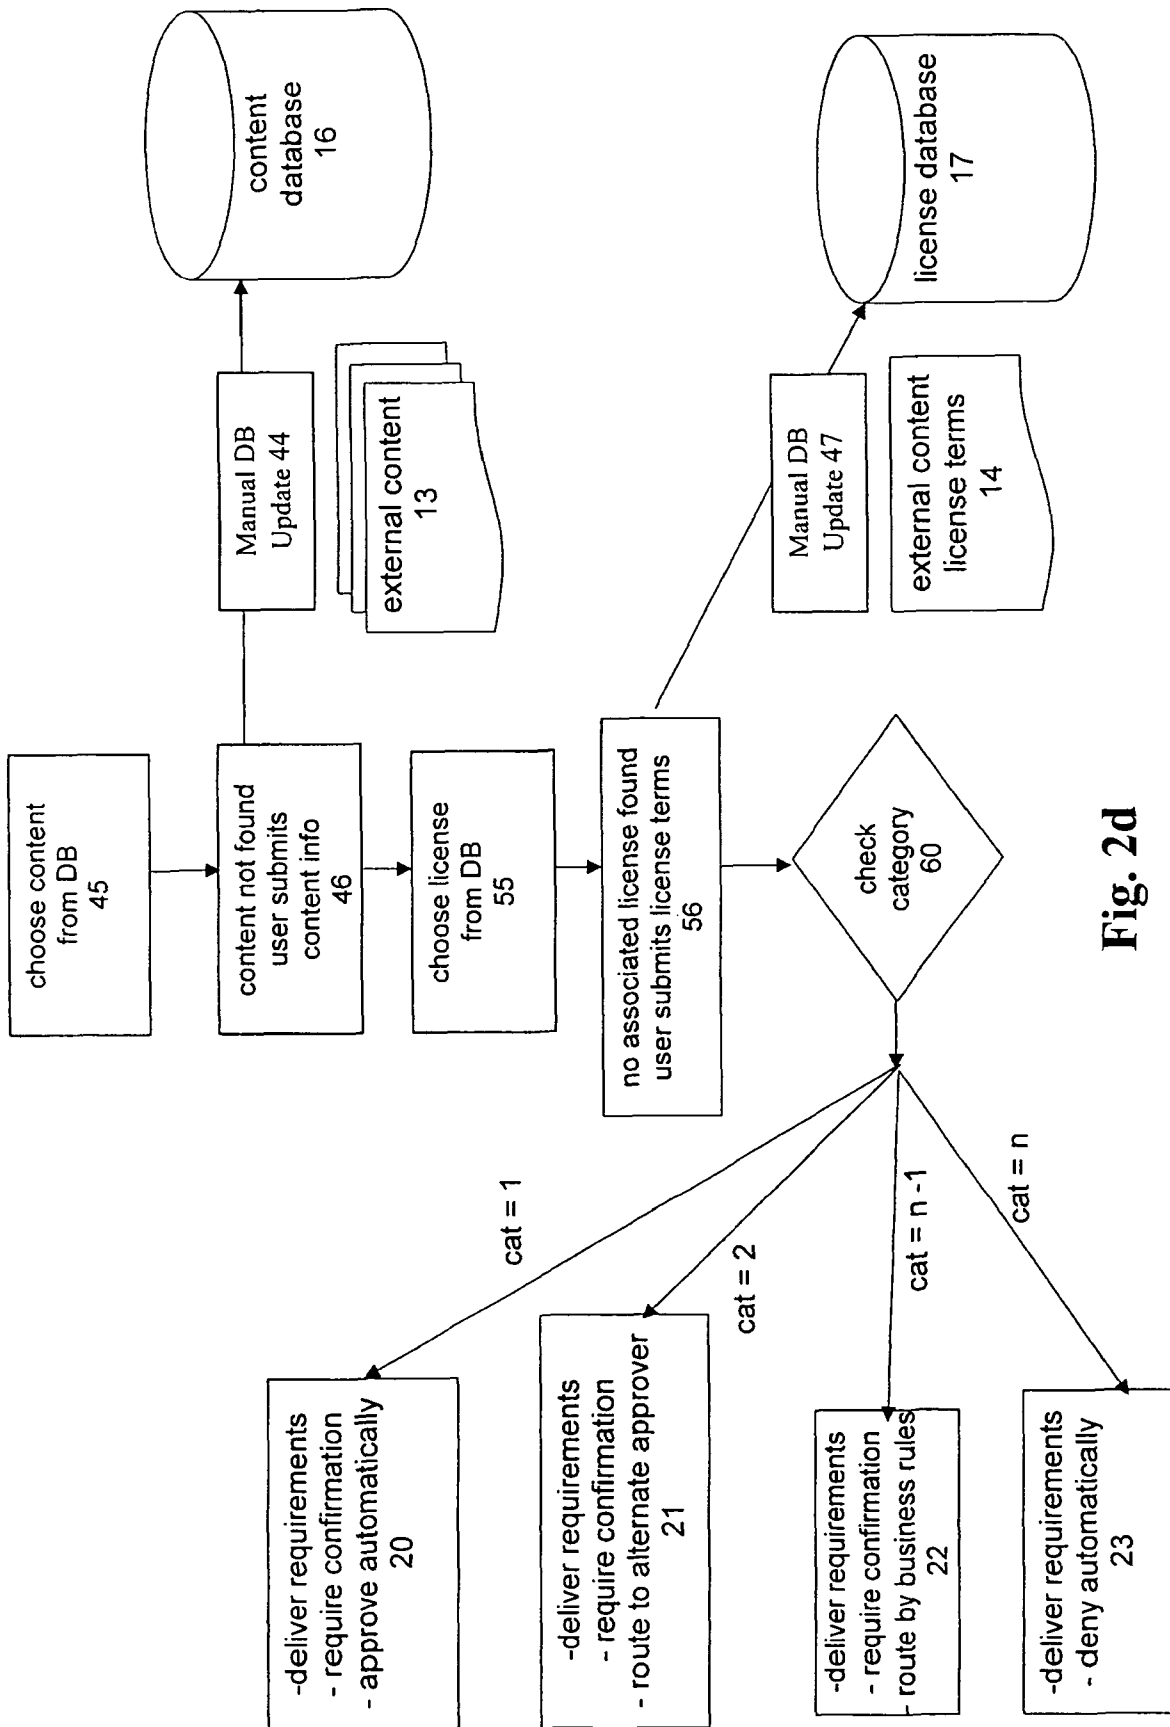 choose content
from DB
45
content not found
user submits
content info
46
Manual DB
Update 44
content
database
16
external content
13
choose license
from DB
55
no associated license found
user submits license terms
56
Manual DB
Update 47
license database
17
external content
license terms
14
check
category
60
cat = 1
cat = 2
cat = n -1
cat = n
-deliver requirements
- require confirmation
- approve automatically
20
-deliver requirements
- require confirmation
- route to alternate approver
21
-deliver requirements
- require confirmation
- route by business rules
22
-deliver requirements
- deny automatically
23
Fig. 2d